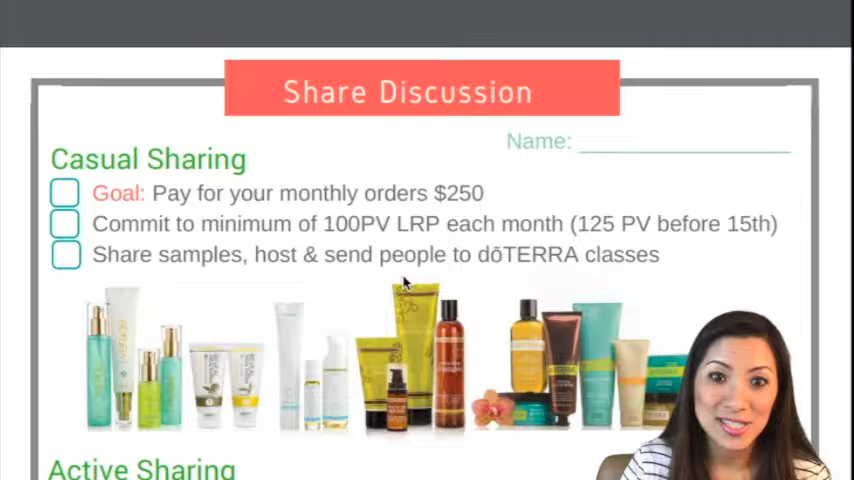 Share Discussion
Name:
Casual Sharing
Goal: Pay for your monthly orders $250
Commit to minimum of 100PV LRP each month (125 PV before 15th)
Share samples, host & send people to dōTERRA classes
Active Sharing